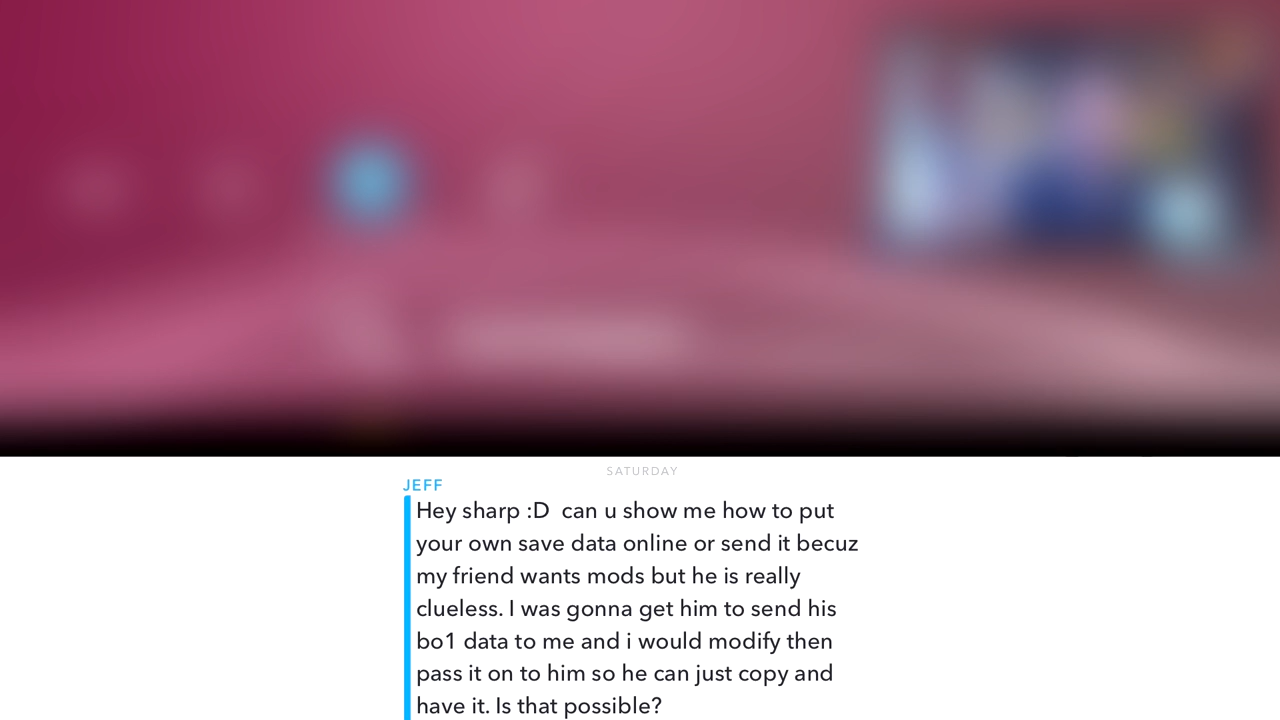 SATURDAY
JEFF
Hey sharp :D  can u show me how to put
your own save data online or send it becuz
my friend wants mods but he is really
clueless. I was gonna get him to send his
bo1 data to me and i would modify then
pass it on to him so he can just copy and
have it. Is that possible?